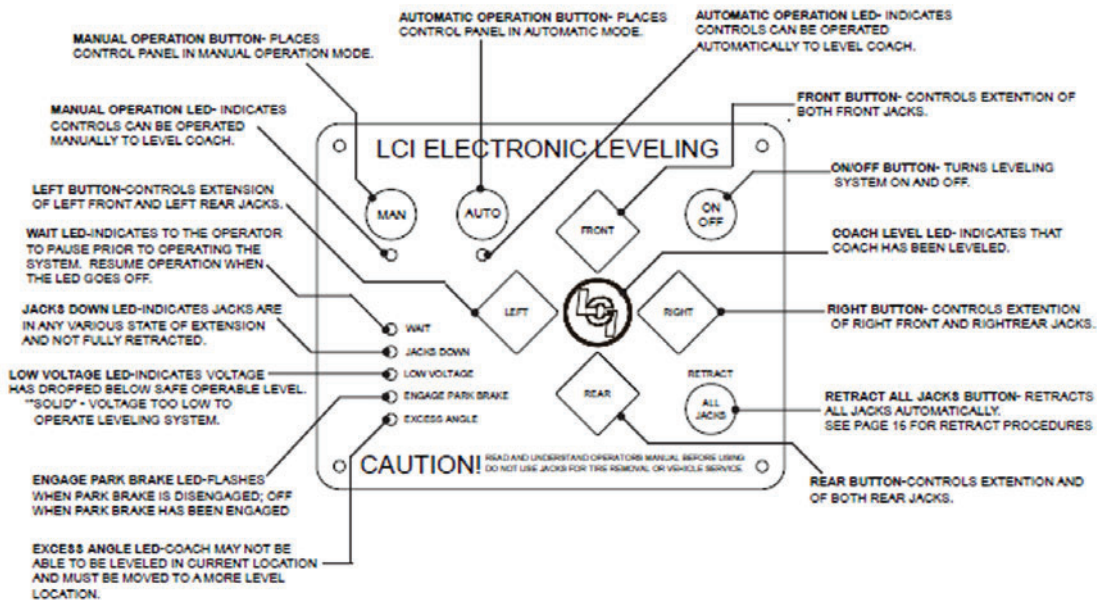 AUTOMATIC OPERATION BUTTON- PLACES
CONTROL PANEL IN AUTOMATIC MODE.
AUTOMATIC OPERATION LED- INDICATES
CONTROLS CAN BE OPERATED
AUTOMATICALLY TO LEVEL COACH.
MANUAL OPERATION BUTTON- PLACES
CONTROL PANEL IN MANUAL OPERATION MODE.
MANUAL OPERATION LED- INDICATES
CONTROLS CAN BE OPERATED
MANUALLY TO LEVEL COACH.
FRONT BUTTON- CONTROLS EXTENTION OF
BOTH FRONT JACKS.
LEFT BUTTON-CONTROLS EXTENSION
OF LEFT FRONT AND LEFT REAR JACKS.
ON/OFF BUTTON- TURNS LEVELING
SYSTEM ON AND OFF.
WAIT LED-INDICATES TO THE OPERATOR
TO PAUSE PRIOR TO OPERATING THE
SYSTEM. RESUME OPERATION WHEN
THE LED GOES OFF.
COACH LEVEL LED- INDICATES THAT
COACH HAS BEEN LEVELED.
JACKS DOWN LED-INDICATES JACKS ARE
IN ANY VARIOUS STATE OF EXTENSION
AND NOT FULLY RETRACTED.
RIGHT BUTTON- CONTROLS EXTENTION
OF RIGHT FRONT AND RIGHTREAR JACKS.
LOW VOLTAGE LED-INDICATES VOLTAGE
HAS DROPPED BELOW SAFE OPERABLE LEVEL.
*"SOLID" - VOLTAGE TOO LOW TO
OPERATE LEVELING SYSTEM.
RETRACT ALL JACKS BUTTON- RETRACTS
ALL JACKS AUTOMATICALLY.
SEE PAGE 15 FOR RETRACT PROCEDURES
ENGAGE PARK BRAKE LED-FLASHES
WHEN PARK BRAKE IS DISENGAGED; OFF
WHEN PARK BRAKE HAS BEEN ENGAGED
REAR BUTTON-CONTROLS EXTENTION AND
OF BOTH REAR JACKS.
EXCESS ANGLE LED-COACH MAY NOT BE
ABLE TO BE LEVELED IN CURRENT LOCATION
AND MUST BE MOVED TO A MORE LEVEL
LOCATION.
LCI ELECTRONIC LEVELING
MAN
AUTO
FRONT
ON
OFF
LEFT
LCI
RIGHT
WAIT
JACKS DOWN
LOW VOLTAGE
ENGAGE PARK BRAKE
EXCESS ANGLE
REAR
RETRACT
ALL
JACKS
CAUTION!
READ AND UNDERSTAND OPERATORS MANUAL BEFORE USING
DO NOT USE JACKS FOR TIRE REMOVAL OR VEHICLE SERVICE